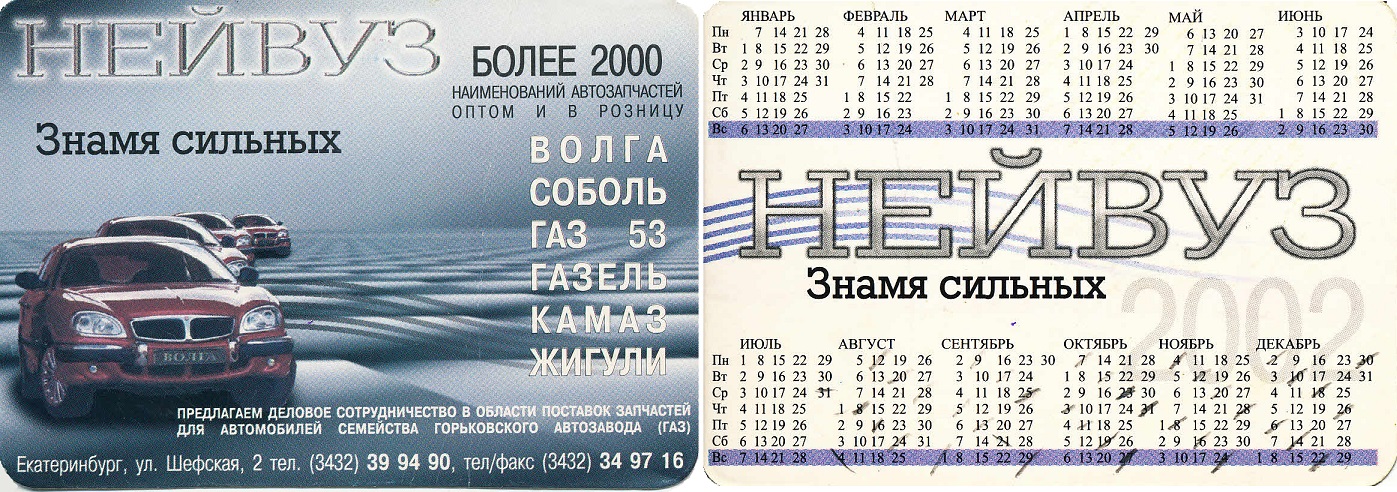 НЕЙВУЗ
Знамя сильных
БОЛЕЕ 2000
НАИМЕНОВАНИЙ АВТОЗАПЧАСТЕЙ
ОПТОМ И В РОЗНИЦУ
ВОЛГА
СОБОЛЬ
ГАЗ 53
ГАЗЕЛЬ
КАМАЗ
ЖИГУЛИ
ВОЛГА
ПРЕДЛАГАЕМ ДЕЛОВОЕ СОТРУДНИЧЕСТВО В ОБЛАСТИ ПОСТАВОК ЗАПЧАСТЕЙ
ДЛЯ АВТОМОБИЛЕЙ СЕМЕЙСТВА ГОРЬКОВСКОГО АВТОЗАВОДА (ГАЗ)
Екатеринбург, ул. Шефская, 2 тел. (3432) 39 94 90, тел/факс (3432) 34 97 16
ЯНВАРЬ ФЕВРАЛЬ МАРТ АПРЕЛЬ МАЙ ИЮНЬ
Пн 7 14 21 28 4 11 18 25 4 11 18 25 1 8 15 22 29 6 13 20 27 3 10 17 24
Вт 1 8 15 22 29 5 12 19 26 5 12 19 26 2 9 16 23 30 7 14 21 28 4 11 18 25
Ср 2 9 16 23 30 6 13 20 27 6 13 20 27 3 10 17 24 1 8 15 22 29 5 12 19 26
Чт 3 10 17 24 31 7 14 21 28 7 14 21 28 4 11 18 25 2 9 16 23 30 6 13 20 27
Пт 4 11 18 25 1 8 15 22 1 8 15 22 29 5 12 19 26 3 10 17 24 31 7 14 21 28
Сб 5 12 19 26 2 9 16 23 2 9 16 23 30 6 13 20 27 4 11 18 25 1 8 15 22 29
Вс 6 13 20 27 3 10 17 24 3 10 17 24 31 7 14 21 28 5 12 19 26 2 9 16 23 30
НЕЙВУЗ
Знамя сильных
2002
ИЮЛЬ АВГУСТ СЕНТЯБРЬ ОКТЯБРЬ НОЯБРЬ ДЕКАБРЬ
Пн 1 8 15 22 29 5 12 19 26 2 9 16 23 30 7 14 21 28 4 11 18 25 2 9 16 23 30
Вт 2 9 16 23 30 6 13 20 27 3 10 17 24 1 8 15 22 29 5 12 19 26 3 10 17 24 31
Ср 3 10 17 24 31 7 14 21 28 4 11 18 25 2 9 16 23 30 6 13 20 27 4 11 18 25
Чт 4 11 18 25 1 8 15 22 29 5 12 19 26 3 10 17 24 31 7 14 21 28 5 12 19 26
Пт 5 12 19 26 2 9 16 23 30 6 13 20 27 4 11 18 25 1 8 15 22 29 6 13 20 27
Сб 6 13 20 27 3 10 17 24 31 7 14 21 28 5 12 19 26 2 9 16 23 30 7 14 21 28
Вс 7 14 21 28 4 11 18 25 1 8 15 22 29 6 13 20 27 3 10 17 24 1 8 15 22 29